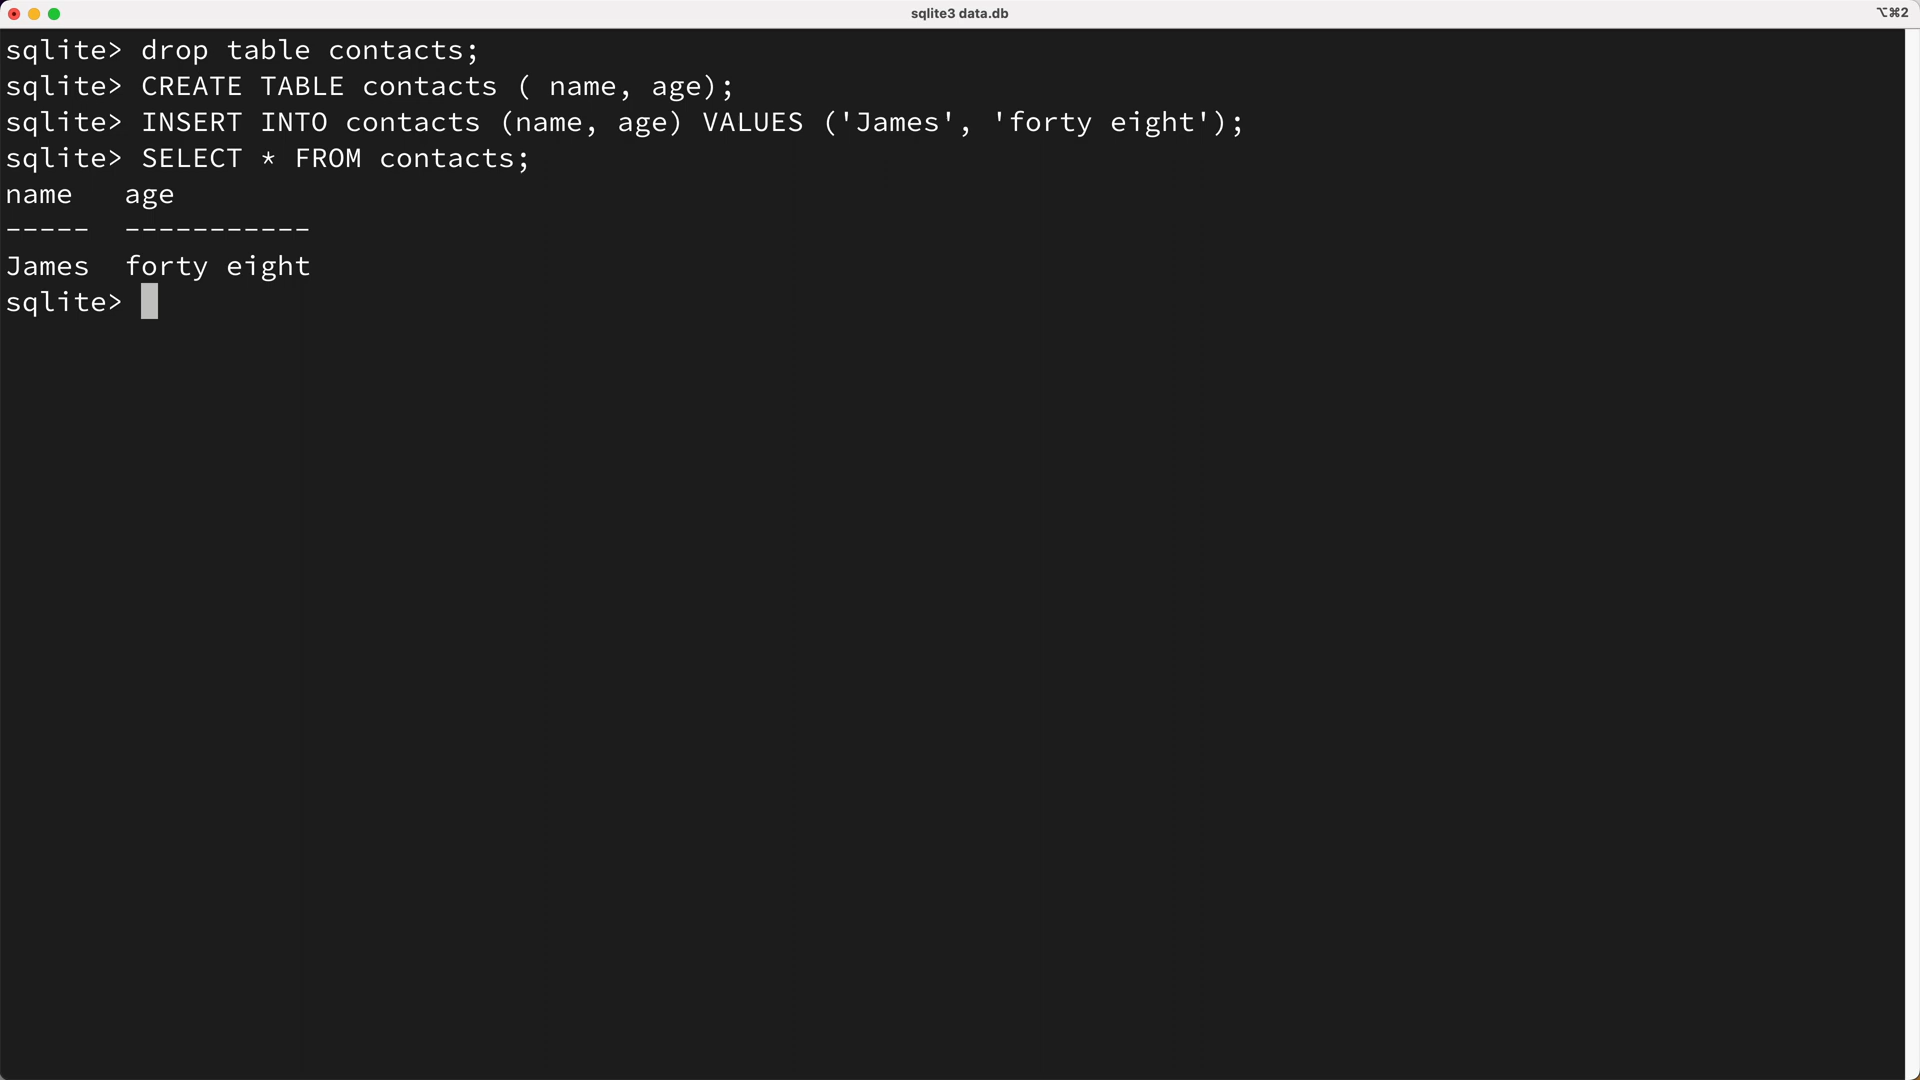 sqlite3 data.db
⌥⌘2
sqlite> drop table contacts;
sqlite> CREATE TABLE contacts ( name, age);
sqlite> INSERT INTO contacts (name, age) VALUES ('James', 'forty eight');
sqlite> SELECT * FROM contacts;
name   age
-----  -----------
James  forty eight
sqlite>